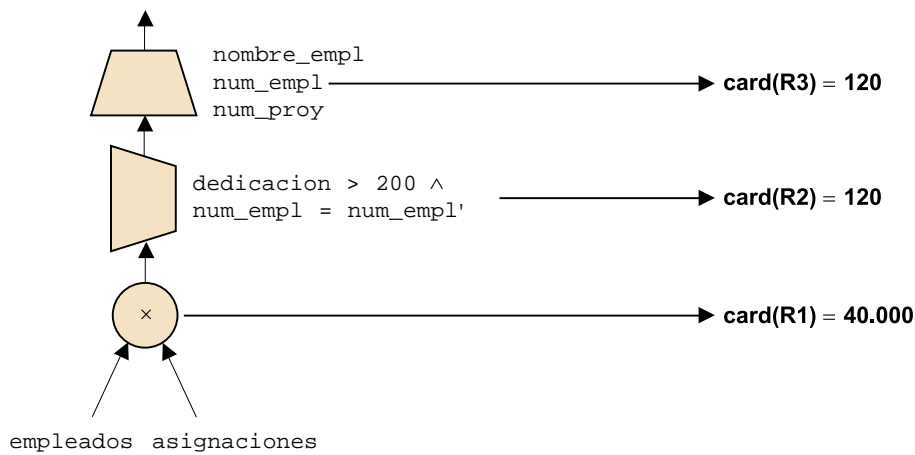 nombre_empl
num_empl
num_proy
card(R3) = 120
dedicacion > 200 ∧
num_empl = num_empl'
card(R2) = 120
×
card(R1) = 40.000
empleados asignaciones